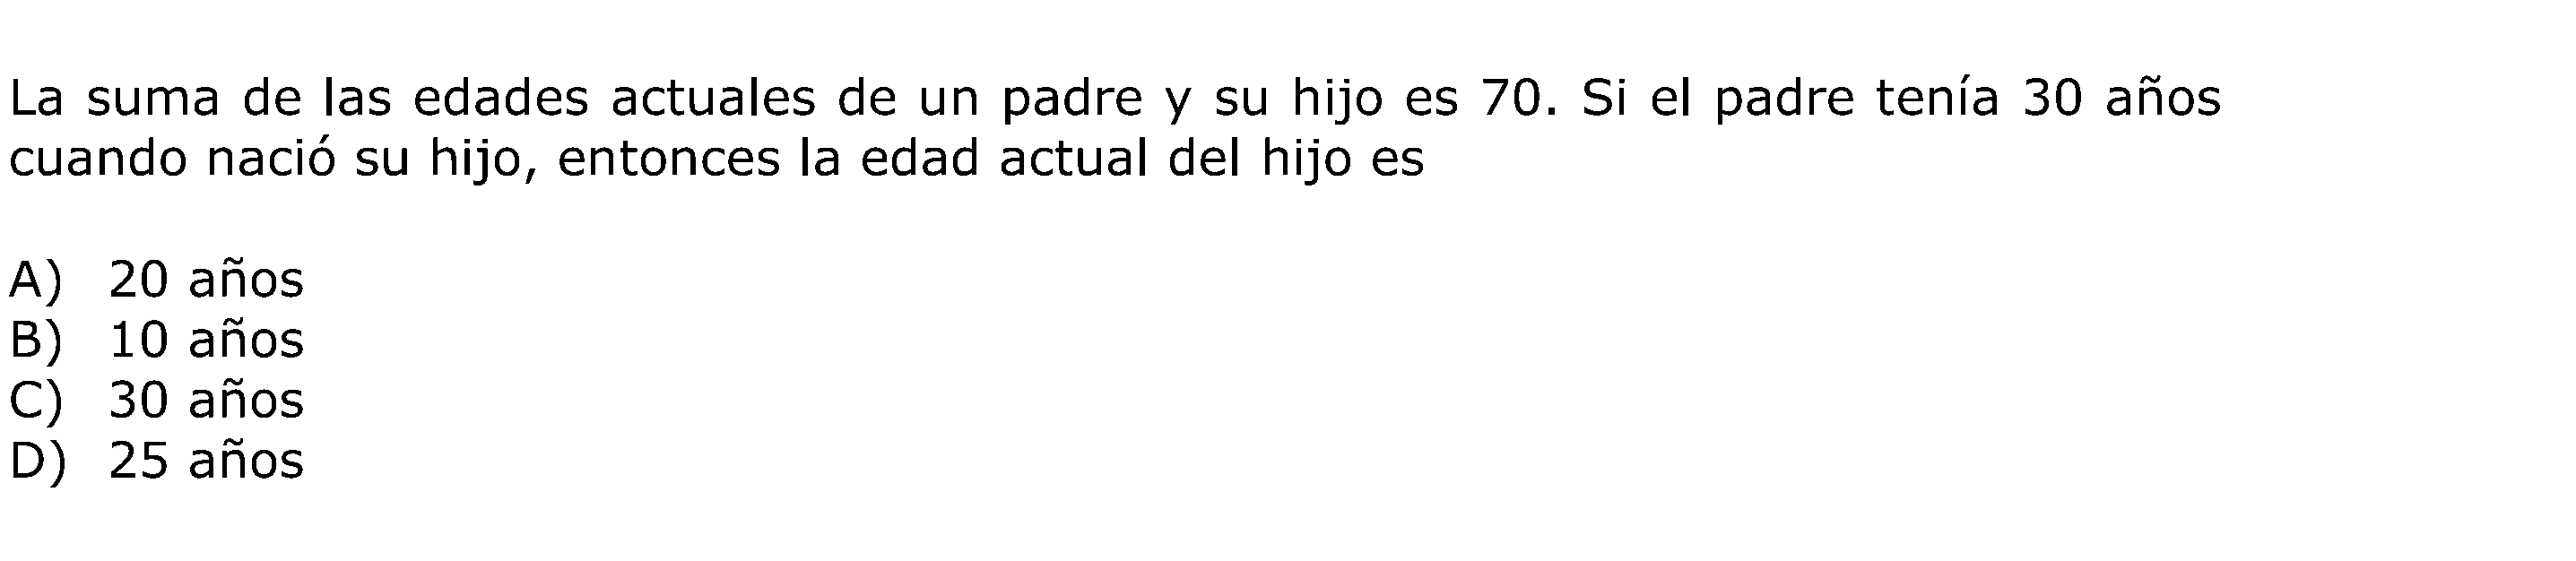 La suma de las edades actuales de un padre y su hijo es 70. Si el padre tenía 30 años
cuando nació su hijo, entonces la edad actual del hijo es
A) 20 años
B) 10 años
C) 30 años
D) 25 años